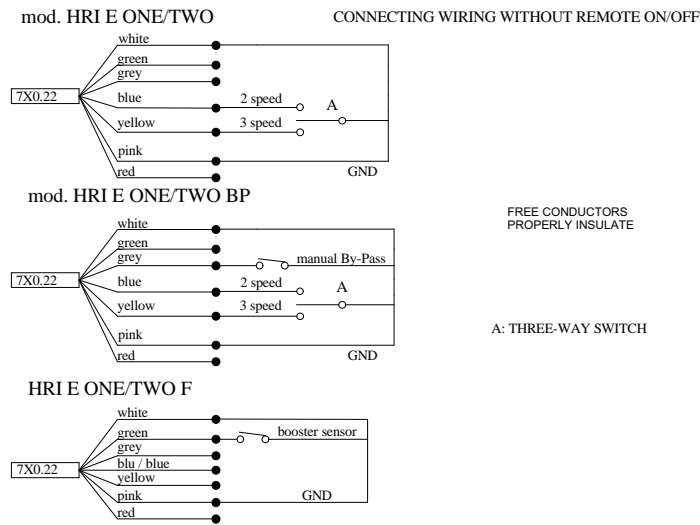 mod. HRI E ONE/TWO
CONNECTING WIRING WITHOUT REMOTE ON/OFF
white
green
grey
7X0.22
blue
2 speed
A
yellow
3 speed
pink
red
GND
mod. HRI E ONE/TWO BP
FREE CONDUCTORS
PROPERLY INSULATE
white
green
grey
manual By-Pass
7X0.22
blue
2 speed
A
yellow
3 speed
A: THREE-WAY SWITCH
pink
red
GND
HRI E ONE/TWO F
white
green
booster sensor
grey
7X0.22
blu / blue
yellow
pink
GND
red